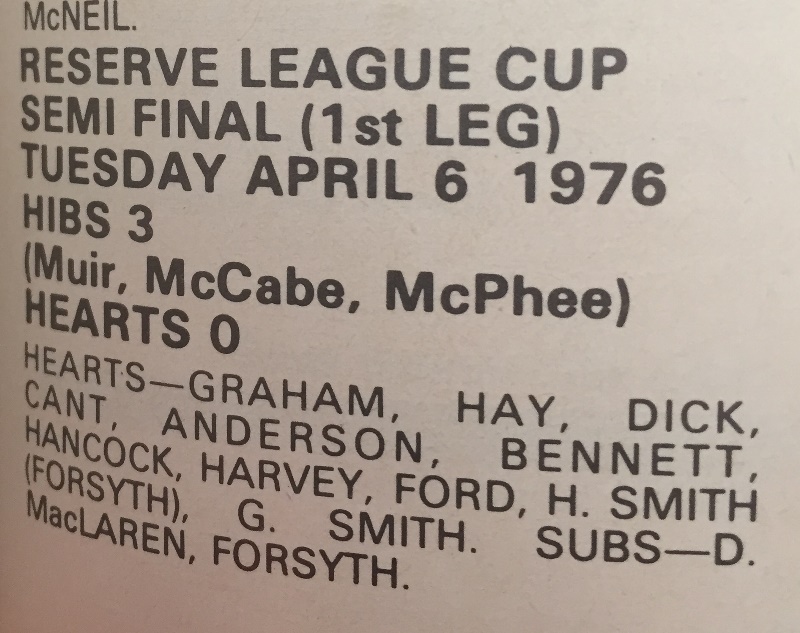 McNEIL.
RESERVE LEAGUE CUP
SEMI FINAL (1st LEG)
TUESDAY APRIL 6 1976
HIBS 3
(Muir, McCabe, McPhee)
HEARTS 0
HEARTS—GRAHAM, HAY, DICK,
CANT, ANDERSON, BENNETT,
HANCOCK, HARVEY, FORD, H. SMITH
(FORSYTH), G. SMITH. SUBS—D.
MacLAREN, FORSYTH.